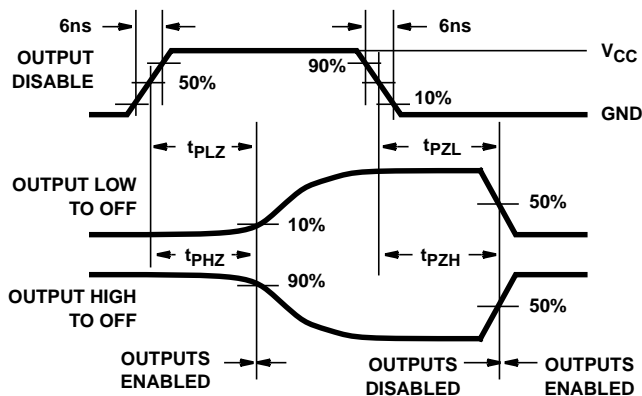 6ns
6ns
OUTPUT
DISABLE
90%
50%
10%
VCC
GND
tPLZ
tPZL
OUTPUT LOW
TO OFF
10%
50%
tPHZ
tPZH
90%
OUTPUT HIGH
TO OFF
50%
OUTPUTS
ENABLED
OUTPUTS
DISABLED
OUTPUTS
ENABLED